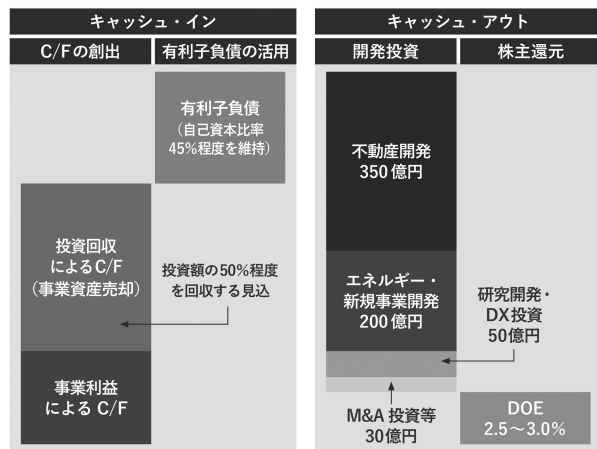 キャッシュ・イン
C/Fの創出
有利子負債の活用
有利子負債
（自己資本比率
45%程度を維持）
投資回収
によるC/F
（事業資産売却）
投資額の50%程度
を回収する見込
事業利益
による C/F
キャッシュ・アウト
開発投資
株主還元
不動産開発
350億円
エネルギー・
新規事業開発
200億円
研究開発・
DX投資
50億円
M&A 投資等
30億円
DOE
2.5〜3.0%